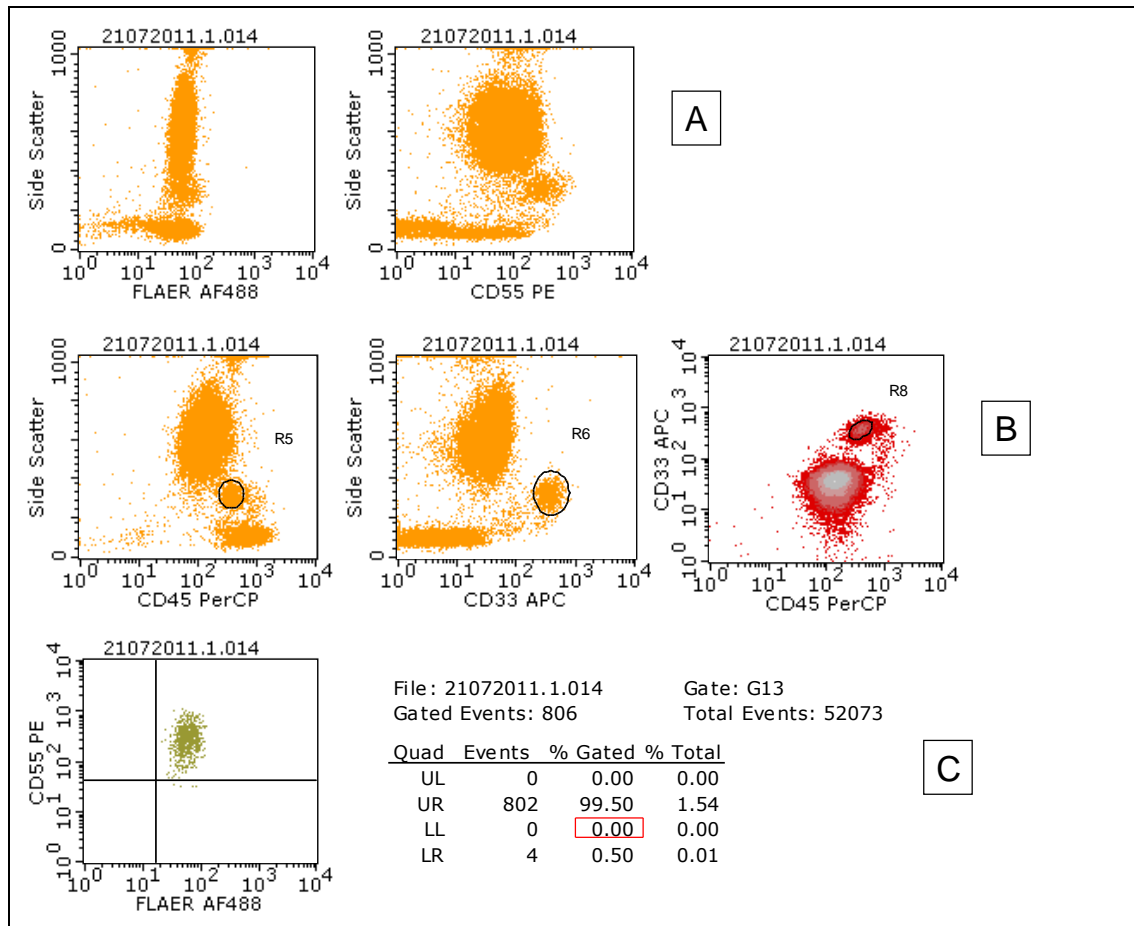 21072011.1.014
1000
Side Scatter
0
10^0 10^1 10^2 10^3 10^4
FLAER AF488
21072011.1.014
1000
Side Scatter
0
10^0 10^1 10^2 10^3 10^4
CD55 PE
A
21072011.1.014
1000
Side Scatter
0
R5
10^0 10^1 10^2 10^3 10^4
CD45 PerCP
21072011.1.014
1000
Side Scatter
0
R6
10^0 10^1 10^2 10^3 10^4
CD33 APC
21072011.1.014
10^0 10^1 10^2 10^3 10^4
CD33 APC
R8
10^0 10^1 10^2 10^3 10^4
CD45 PerCP
B
21072011.1.014
10^0 10^1 10^2 10^3 10^4
CD55 PE
10^0 10^1 10^2 10^3 10^4
FLAER AF488
File: 21072011.1.014 Gate: G13
Gated Events: 806 Total Events: 52073
Quad Events % Gated % Total
UL 0 0.00 0.00
UR 802 99.50 1.54
LL 0 0.00 0.00
LR 4 0.50 0.01
C